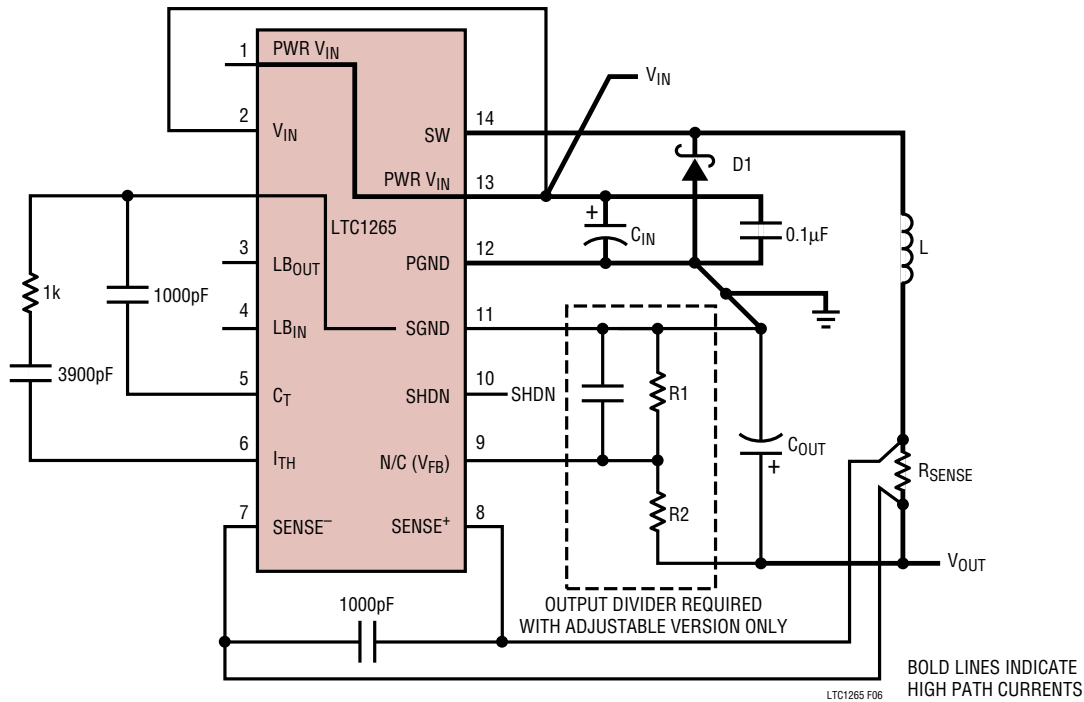 1
PWR VIN
2
VIN
3
LBOUT
4
LBIN
5
CT
6
ITH
7
SENSE–
LTC1265
14
SW
PWR VIN
13
12
PGND
11
SGND
10
SHDN
SHDN
9
N/C (VFB)
8
SENSE+
1k
1000pF
3900pF
1000pF
VIN
D1
+
CIN
0.1µF
L
R1
R2
COUT
+
RSENSE
VOUT
OUTPUT DIVIDER REQUIRED
WITH ADJUSTABLE VERSION ONLY
BOLD LINES INDICATE
HIGH PATH CURRENTS
LTC1265 F06